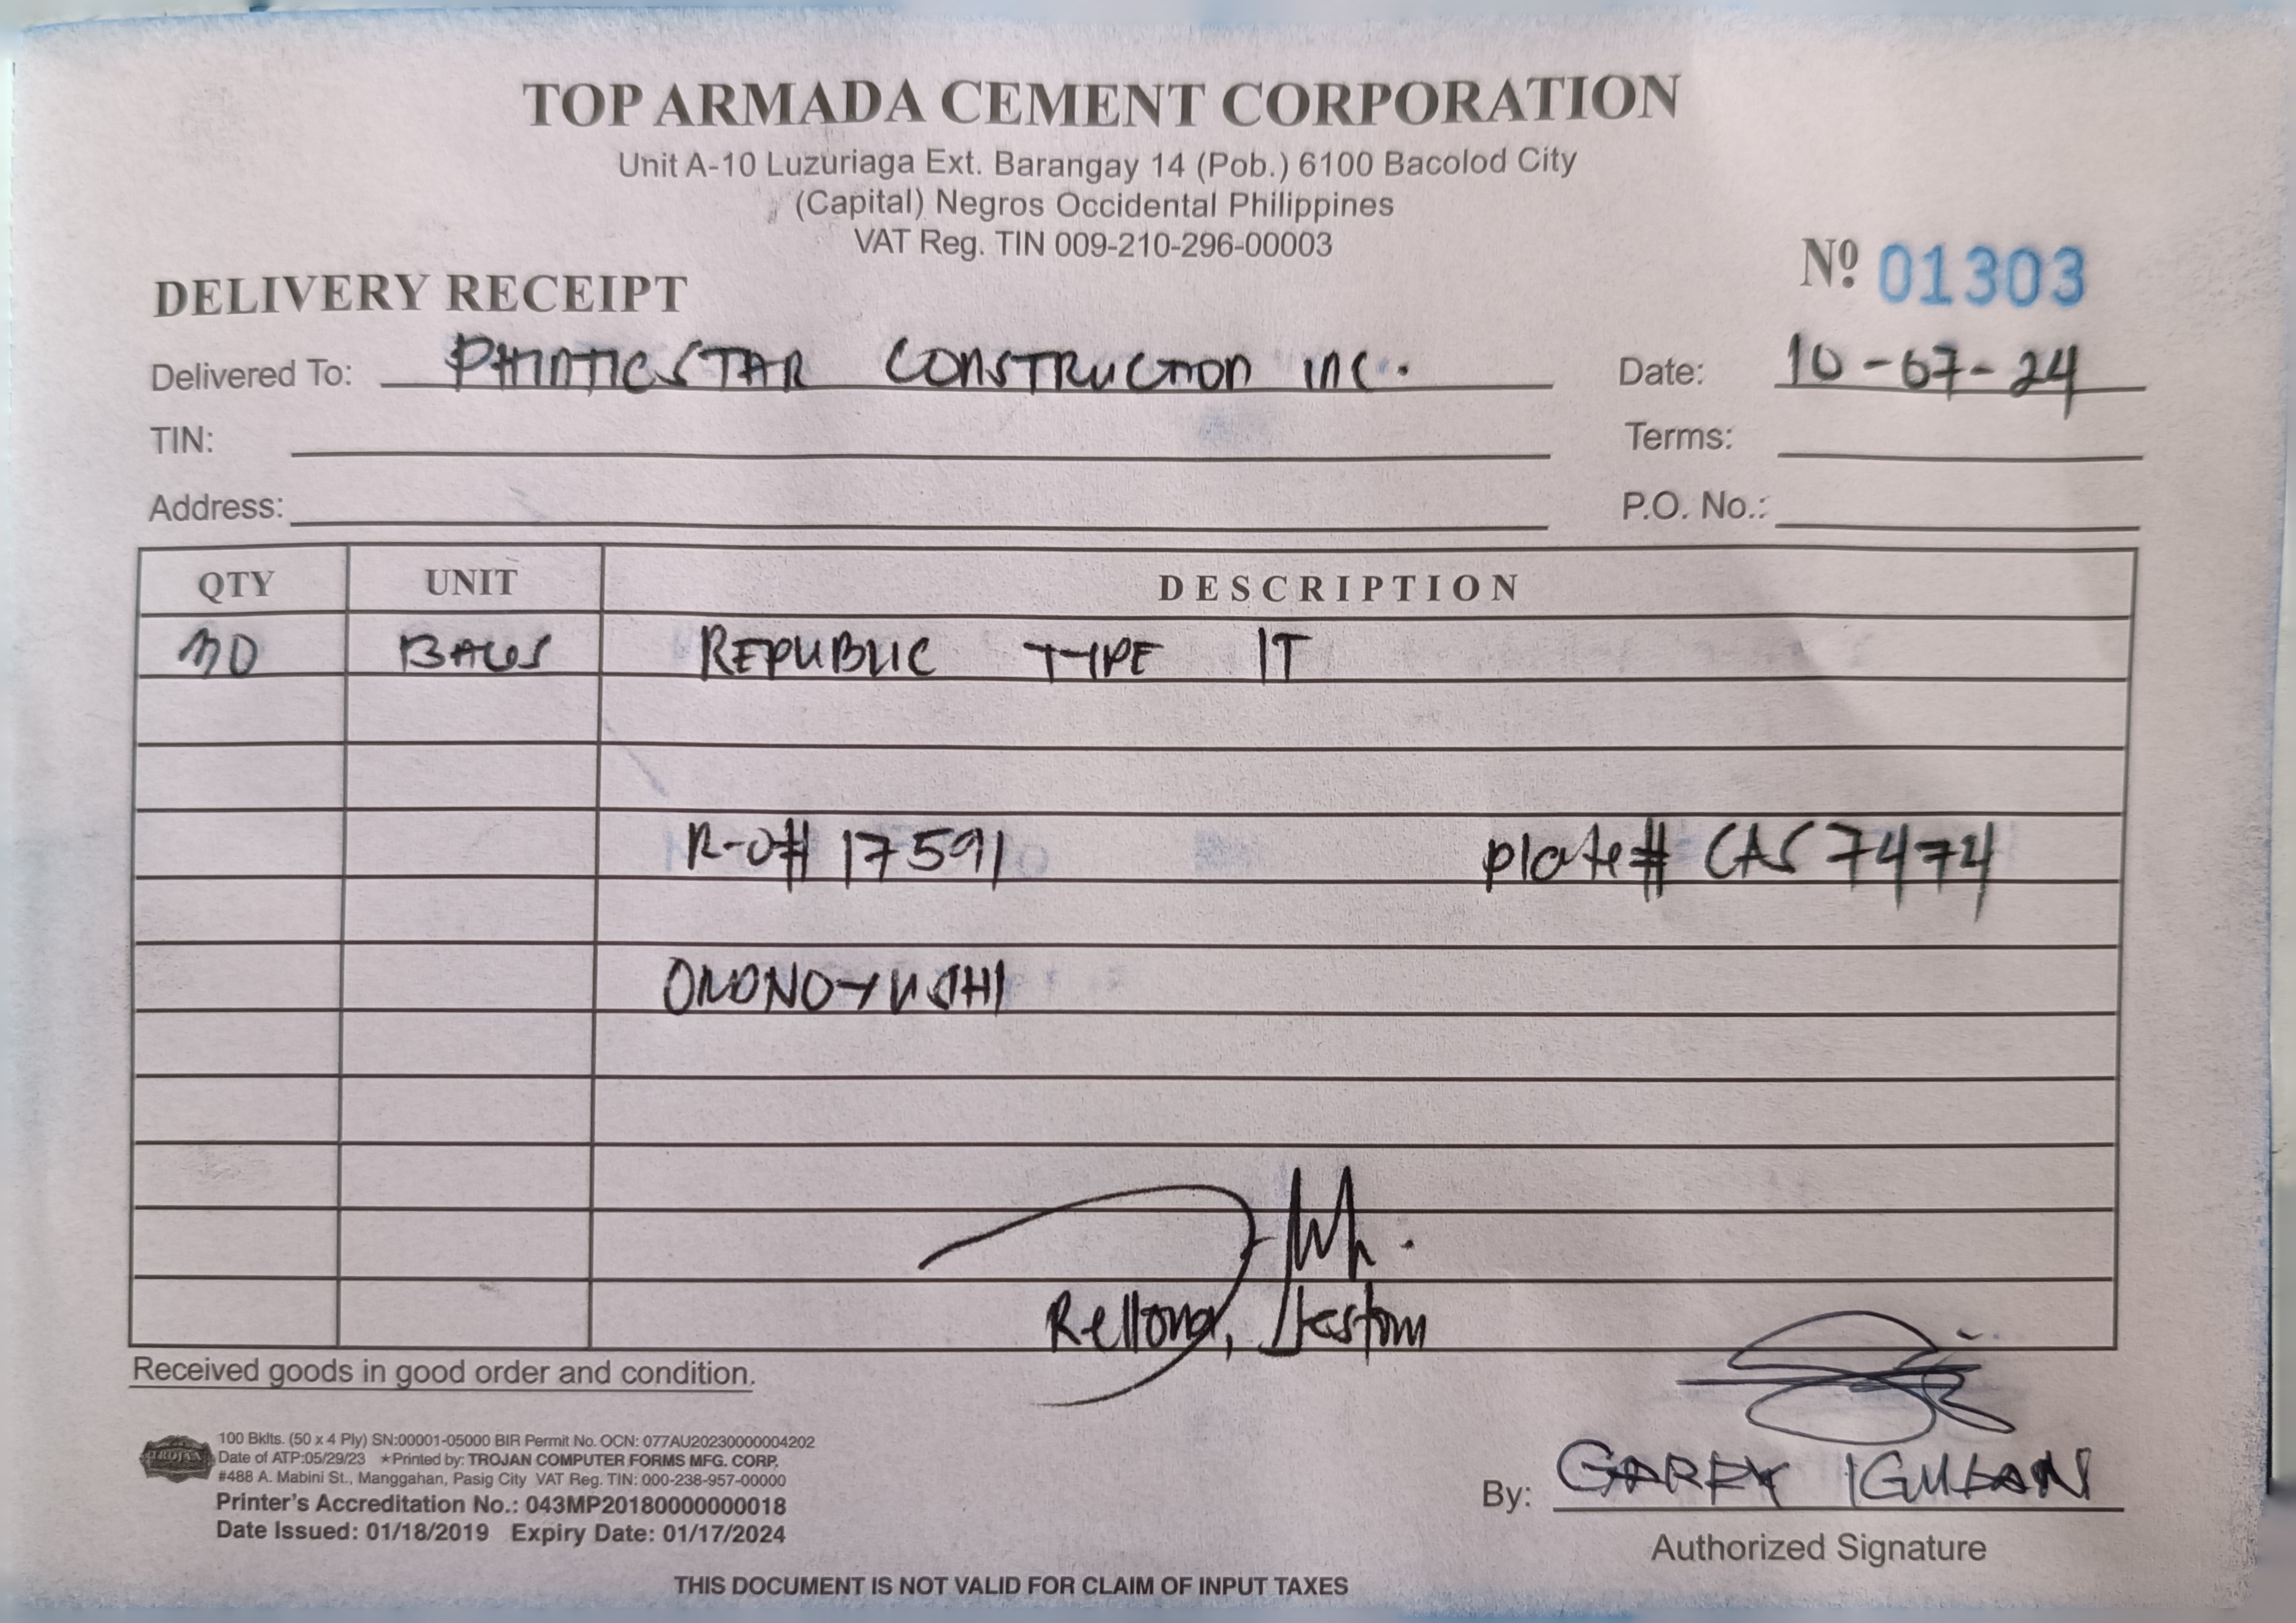 TOP ARMADA CEMENT CORPORATION
Unit A-10 Luzuriaga Ext. Barangay 14 (Pob.) 6100 Bacolod City
(Capital) Negros Occidental Philippines
VAT Reg. TIN 009-210-296-00003
Nº 01303
DELIVERY RECEIPT
Delivered To: CONSTRUCTION INC. Date: 10-07-24
TIN: Terms:
Address: P.O. No.:
QTY UNIT DESCRIPTION
BAGS REPUBLIC TYPE 1T
R-O# 17591 plate# CAS 7474
Rellona,
Received goods in good order and condition.
TROJAN
100 Bklts. (50 x 4 Ply) SN:00001-05000 BIR Permit No. OCN: 077AU20230000004202
Date of ATP:05/29/23 ★Printed by: TROJAN COMPUTER FORMS MFG. CORP.
#488 A. Mabini St., Manggahan, Pasig City VAT Reg. TIN: 000-238-957-00000
Printer's Accreditation No.: 043MP20180000000018
Date Issued: 01/18/2019 Expiry Date: 01/17/2024
By: GARRY
Authorized Signature
THIS DOCUMENT IS NOT VALID FOR CLAIM OF INPUT TAXES